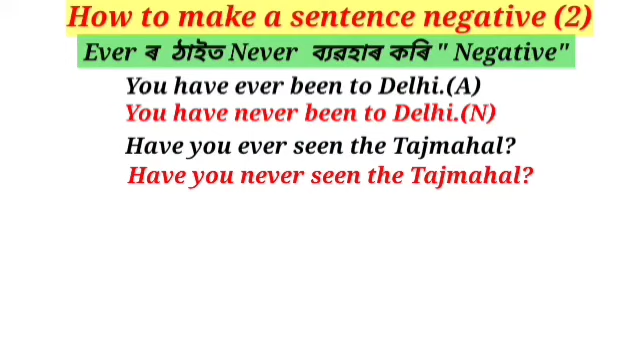 How to make a sentence negative (2)
Ever ৰ ঠাইত Never ব্যৱহাৰ কৰি " Negative"
You have ever been to Delhi.(A)
You have never been to Delhi.(N)
Have you ever seen the Tajmahal?
Have you never seen the Tajmahal?